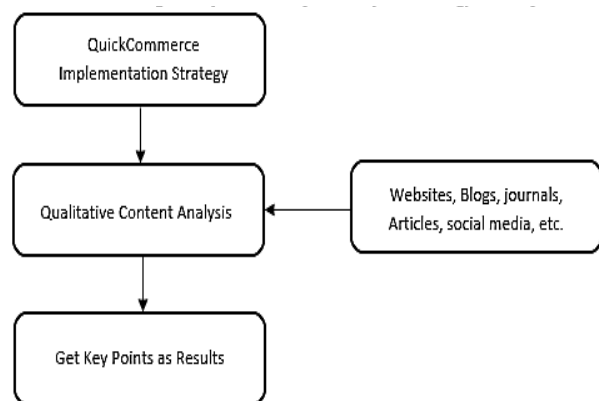 QuickCommerce
Implementation Strategy
Qualitative Content Analysis
Websites, Blogs, journals,
Articles, social media, etc.
Get Key Points as Results